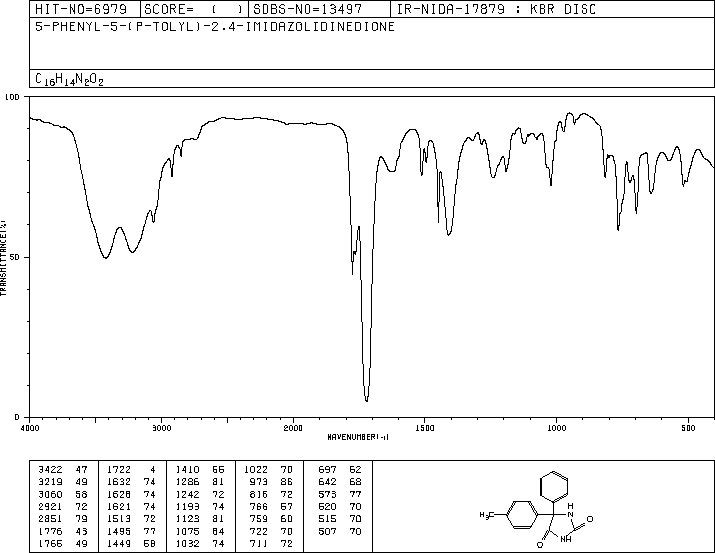 HIT-NO=6979 SCORE= ( ) SDBS-NO=13497 IR-NIDA-17879 : KBR DISC
5-PHENYL-5-(P-TOLYL)-2.4-IMIDAZOLIDINEDIONE
C16H14N2O2
100
50
0
TRANSMITTANCE(%)
4000 3000 2000 1500 1000 500
WAVENUMBER(-1)
3422 47 1722 4 1410 55 1022 70 697 62
3219 49 1632 74 1286 81 973 86 642 68
3060 58 1628 74 1242 72 816 72 573 77
2921 72 1621 74 1193 74 766 57 520 70
2851 79 1513 72 1123 81 759 60 515 70
1776 43 1495 77 1075 84 722 70 507 70
1766 49 1449 58 1032 74 711 72
H3C
NH
O
O
NH